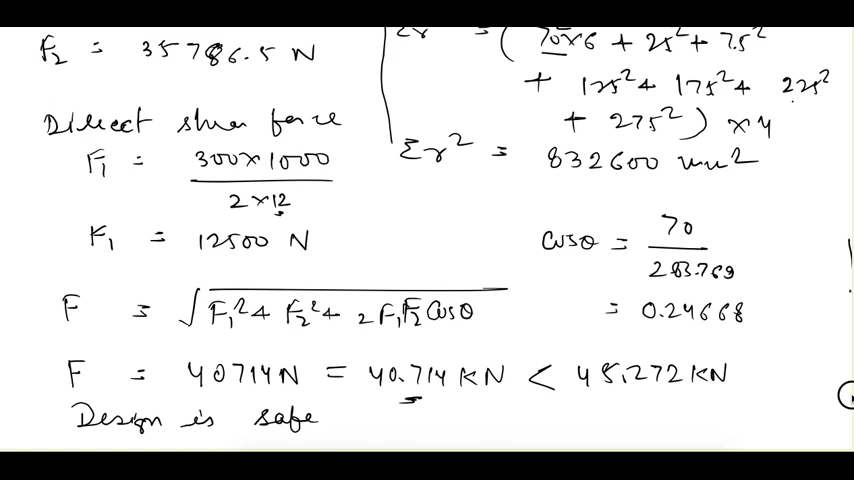 F₂ = 35786.5 N
Direct shear force
F₁ = 300×1000 / 2×12
F₁ = 12500 N
F = √F₁²+ F₂²+ 2F₁F₂ Cosθ
F = 40714N = 40.714 KN < 45.272 KN
Design is safe
= ( 70²×6 + 25²+ 75²
+ 125²+ 175²+ 225²
+ 275² ) × 4
Σr² = 832600 mm²
Cosθ = 70 / 283.769
= 0.24668